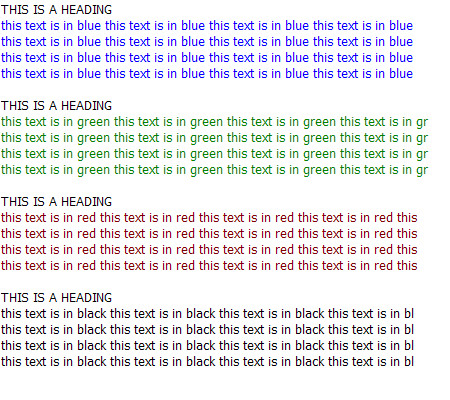 THIS IS A HEADING
this text is in blue this text is in blue this text is in blue this text is in blue
this text is in blue this text is in blue this text is in blue this text is in blue
this text is in blue this text is in blue this text is in blue this text is in blue
this text is in blue this text is in blue this text is in blue this text is in blue
THIS IS A HEADING
this text is in green this text is in green this text is in green this text is in gr
this text is in green this text is in green this text is in green this text is in gr
this text is in green this text is in green this text is in green this text is in gr
this text is in green this text is in green this text is in green this text is in gr
THIS IS A HEADING
this text is in red this text is in red this text is in red this text is in red this
this text is in red this text is in red this text is in red this text is in red this
this text is in red this text is in red this text is in red this text is in red this
this text is in red this text is in red this text is in red this text is in red this
THIS IS A HEADING
this text is in black this text is in black this text is in black this text is in bl
this text is in black this text is in black this text is in black this text is in bl
this text is in black this text is in black this text is in black this text is in bl
this text is in black this text is in black this text is in black this text is in bl